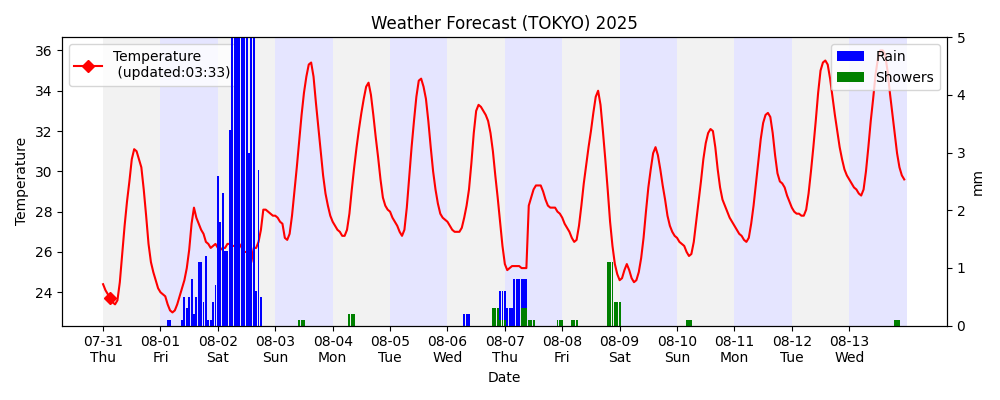 Weather Forecast (TOKYO) 2025
Temperature
(updated:03:33)
Rain
Showers
Temperature
36
34
32
30
28
26
24
5
4
3
2
1
0
mm
07-31 08-01 08-02 08-03 08-04 08-05 08-06 08-07 08-08 08-09 08-10 08-11 08-12 08-13
Thu Fri Sat Sun Mon Tue Wed Thu Fri Sat Sun Mon Tue Wed
Date